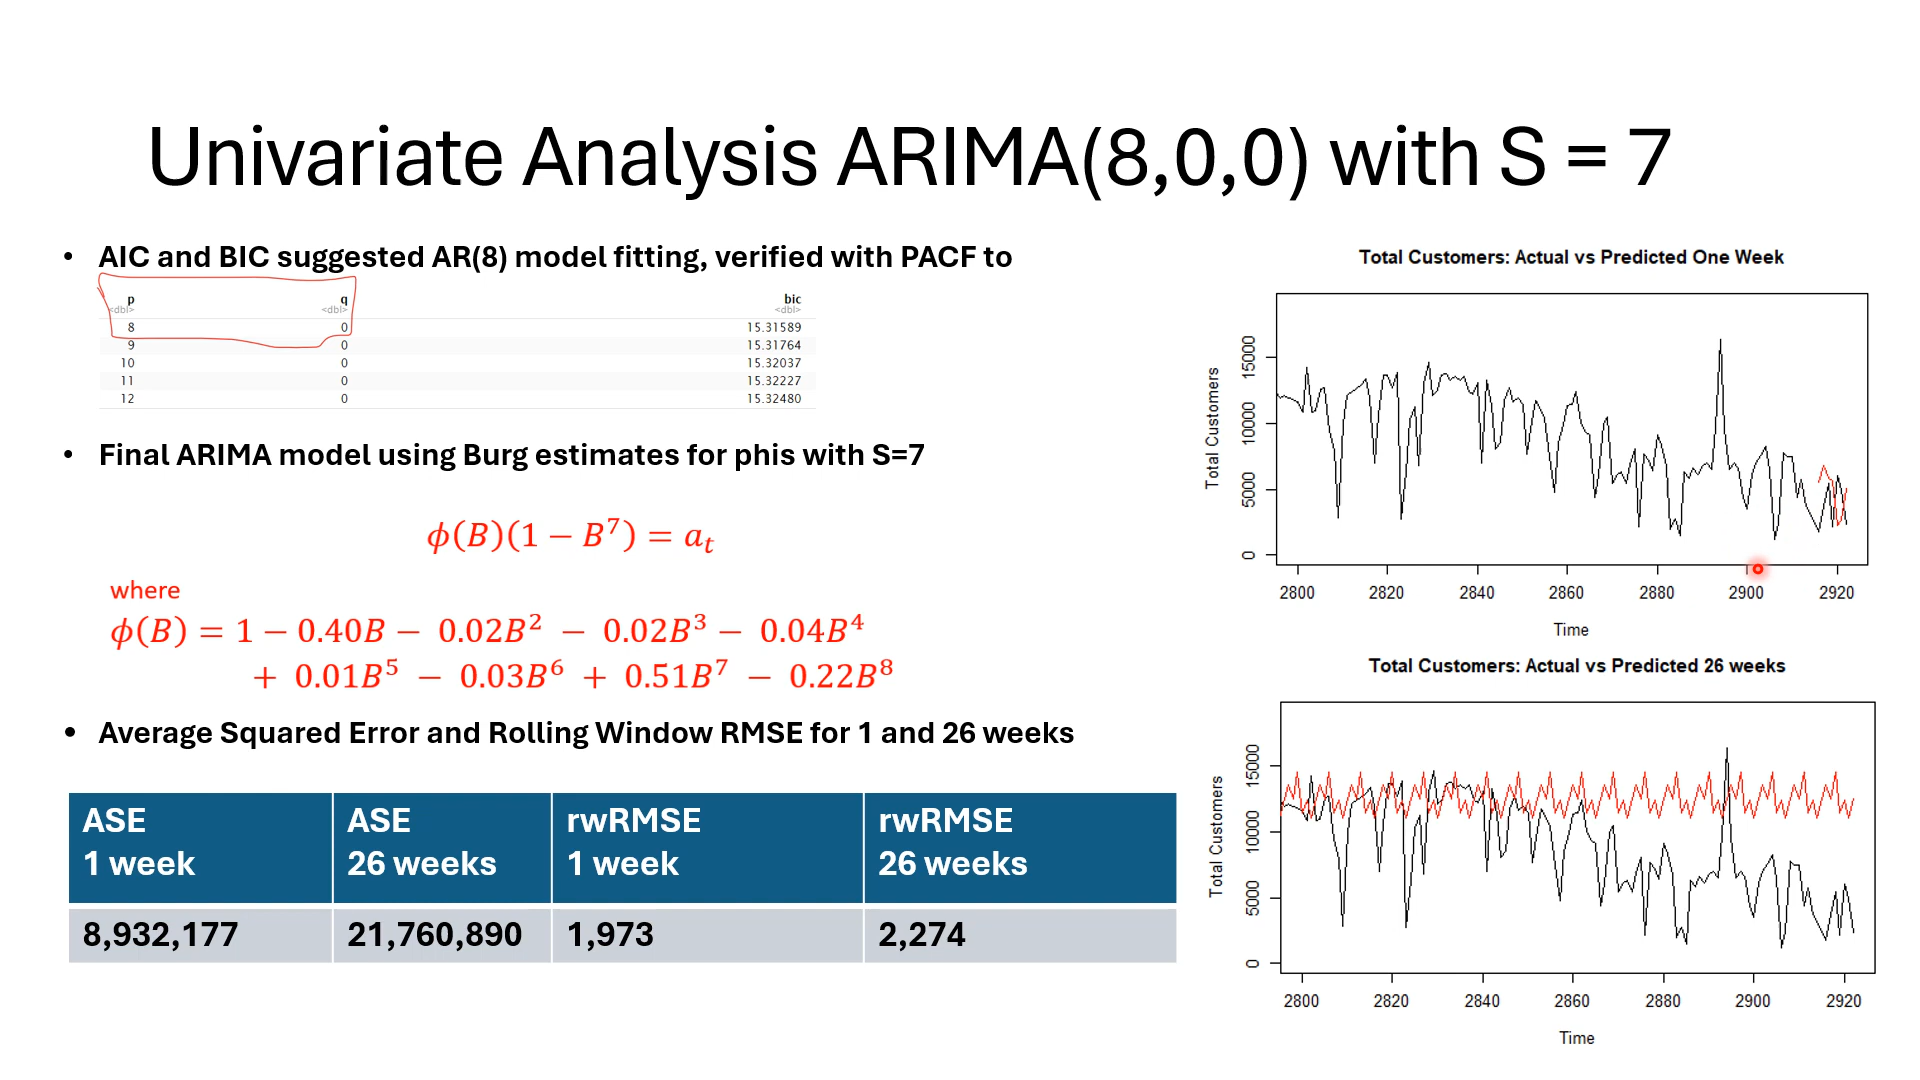 Univariate Analysis ARIMA(8,0,0) with S = 7
• AIC and BIC suggested AR(8) model fitting, verified with PACF to
p q bic
<dbl> <dbl> <dbl>
8 0 15.31589
9 0 15.31764
10 0 15.32037
11 0 15.32227
12 0 15.32480
• Final ARIMA model using Burg estimates for phis with S=7
ϕ(B)(1 − B⁷) = aₜ
where
ϕ(B) = 1 − 0.40B − 0.02B² − 0.02B³ − 0.04B⁴
+ 0.01B⁵ − 0.03B⁶ + 0.51B⁷ − 0.22B⁸
• Average Squared Error and Rolling Window RMSE for 1 and 26 weeks
ASE ASE rwRMSE rwRMSE
1 week 26 weeks 1 week 26 weeks
8,932,177 21,760,890 1,973 2,274
Total Customers: Actual vs Predicted One Week
Total Customers
15000
10000
5000
0
2800 2820 2840 2860 2880 2900 2920
Time
Total Customers: Actual vs Predicted 26 weeks
Total Customers
15000
10000
5000
0
2800 2820 2840 2860 2880 2900 2920
Time